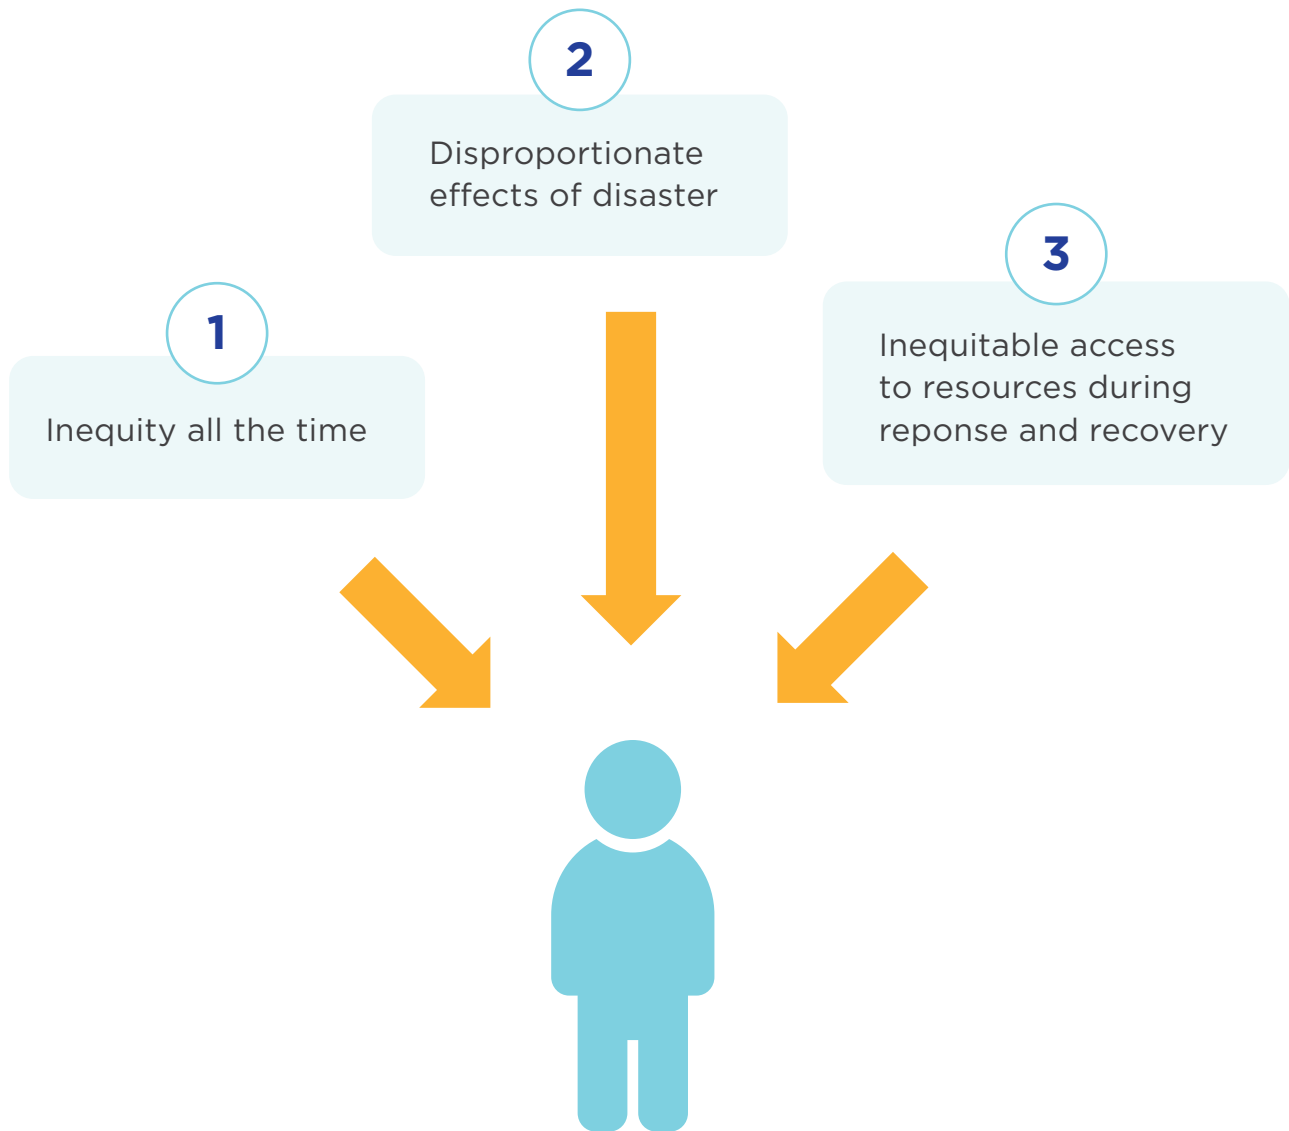 1
Inequity all the time
2
Disproportionate
effects of disaster
3
Inequitable access
to resources during
reponse and recovery